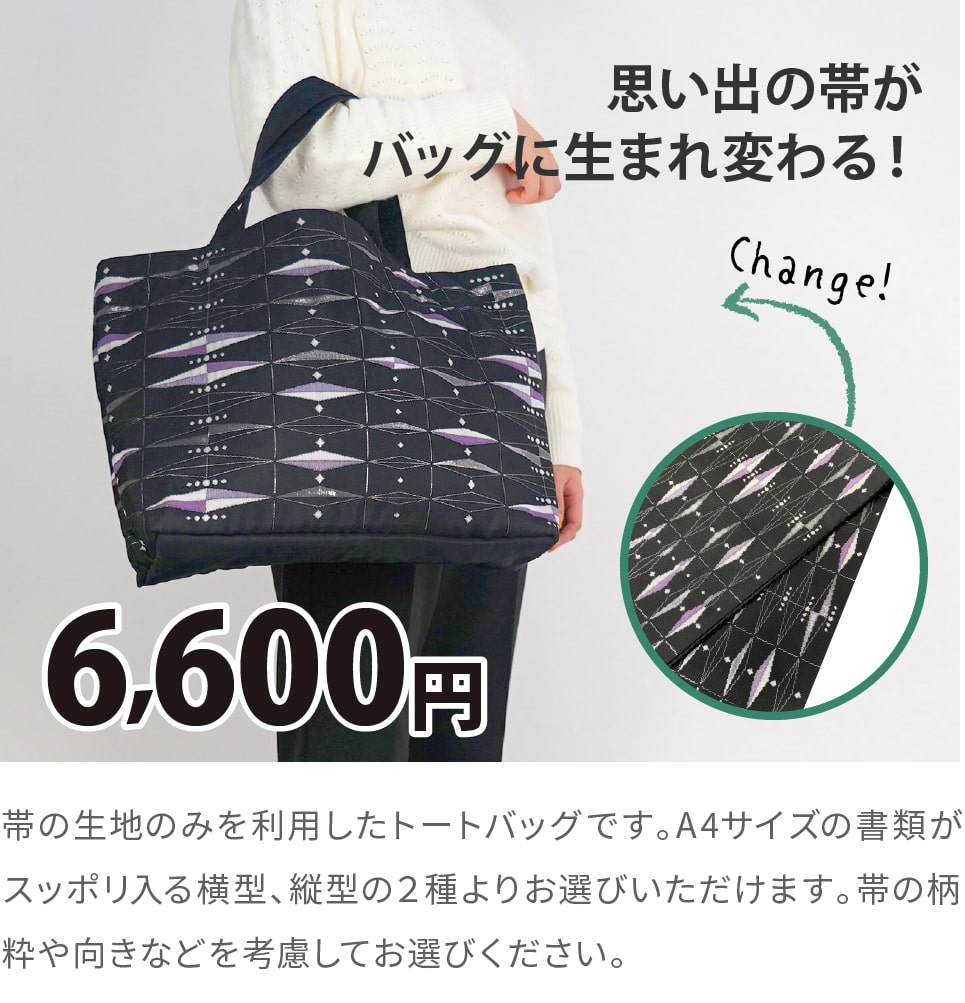 思い出の帯が
バッグに生まれ変わる！
Change!
6,600円
帯の生地のみを利用したトートバッグです。A4サイズの書類が
スッポリ入る横型、縦型の２種よりお選びいただけます。帯の柄
粋や向きなどを考慮してお選びください。